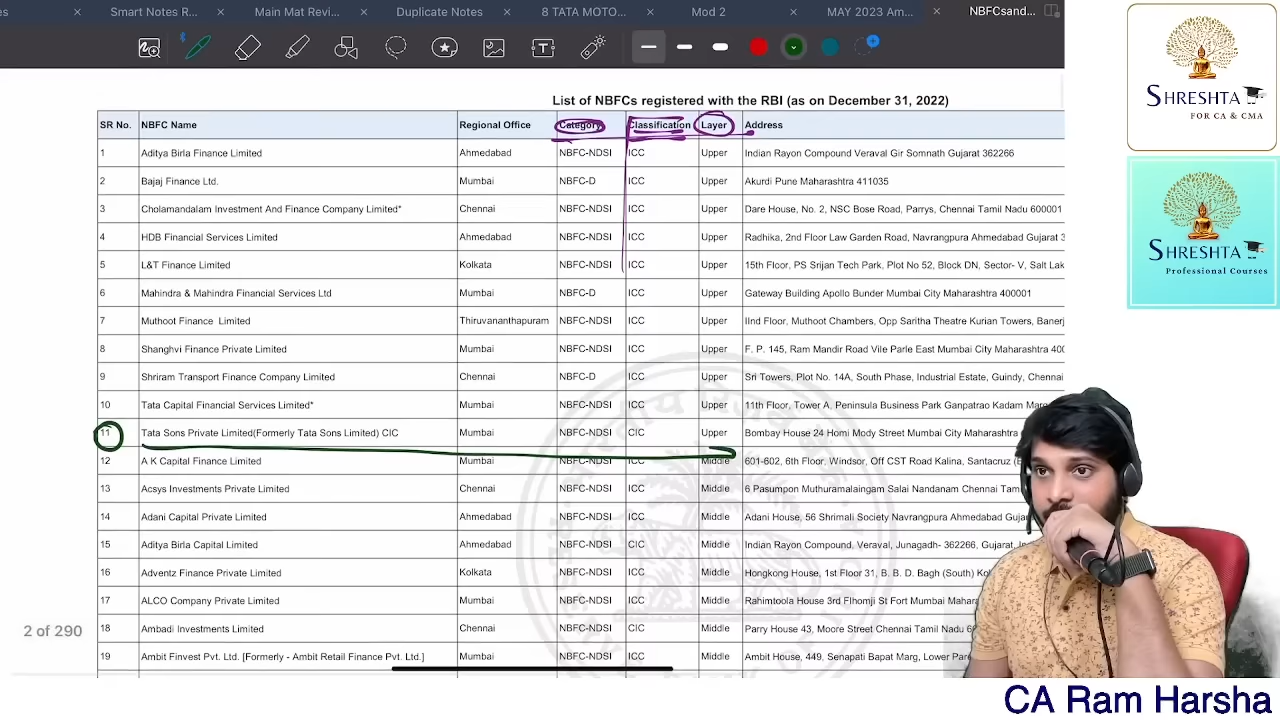 Smart Notes R... Main Mat Revi... Duplicate Notes 8 TATA MOTO... Mod 2 MAY 2023 Am... NBFCsand...
List of NBFCs registered with the RBI (as on December 31, 2022)
SR No. NBFC Name Regional Office Category Classification Layer Address
1 Aditya Birla Finance Limited Ahmedabad NBFC-NDSI ICC Upper Indian Rayon Compound Veraval Gir Somnath Gujarat 362266
2 Bajaj Finance Ltd. Mumbai NBFC-D ICC Upper Akurdi Pune Maharashtra 411035
3 Cholamandalam Investment And Finance Company Limited* Chennai NBFC-NDSI ICC Upper Dare House, No. 2, NSC Bose Road, Parrys, Chennai Tamil Nadu 600001
4 HDB Financial Services Limited Ahmedabad NBFC-NDSI ICC Upper Radhika, 2nd Floor Law Garden Road, Navrangpura Ahmedabad Gujarat 3
5 L&T Finance Limited Kolkata NBFC-NDSI ICC Upper 15th Floor, PS Srijan Tech Park, Plot No 52, Block DN, Sector- V, Salt Lak
6 Mahindra & Mahindra Financial Services Ltd Mumbai NBFC-D ICC Upper Gateway Building Apollo Bunder Mumbai City Maharashtra 400001
7 Muthoot Finance Limited Thiruvananthapuram NBFC-NDSI ICC Upper IInd Floor, Muthoot Chambers, Opp Saritha Theatre Kurian Towers, Banerj
8 Shanghvi Finance Private Limited Mumbai NBFC-NDSI ICC Upper F. P. 145, Ram Mandir Road Vile Parle East Mumbai City Maharashtra 400
9 Shriram Transport Finance Company Limited Chennai NBFC-D ICC Upper Sri Towers, Plot No. 14A, South Phase, Industrial Estate, Guindy, Chennai
10 Tata Capital Financial Services Limited* Mumbai NBFC-NDSI ICC Upper 11th Floor, Tower A, Peninsula Business Park Ganpatrao Kadam Marg
11 Tata Sons Private Limited(Formerly Tata Sons Limited) CIC Mumbai NBFC-NDSI CIC Upper Bombay House 24 Homi Mody Street Mumbai City Maharashtra
12 A K Capital Finance Limited Mumbai NBFC-NDSI ICC Middle 601-602, 6th Floor, Windsor, Off CST Road Kalina, Santacruz
13 Acsys Investments Private Limited Chennai NBFC-NDSI ICC Middle 6 Pasumpon Muthuramalaingam Salai Nandanam Chennai Tam
14 Adani Capital Private Limited Ahmedabad NBFC-NDSI ICC Middle Adani House, 56 Shrimali Society Navrangpura Ahmedabad Guja
15 Aditya Birla Capital Limited Ahmedabad NBFC-NDSI CIC Middle Indian Rayon Compound, Veraval, Junagadh- 362266, Gujarat, In
16 Adventz Finance Private Limited Kolkata NBFC-NDSI ICC Middle Hongkong House, 1st Floor 31, B. B. D. Bagh (South) Kol
17 ALCO Company Private Limited Mumbai NBFC-NDSI ICC Middle Rahimtoola House 3rd Flhomji St Fort Mumbai Mahar
18 Ambadi Investments Limited Chennai NBFC-NDSI CIC Middle Parry House 43, Moore Street Chennai Tamil Nadu
19 Ambit Finvest Pvt. Ltd. [Formerly - Ambit Retail Finance Pvt. Ltd.] Mumbai NBFC-NDSI ICC Middle Ambit House, 449, Senapati Bapat Marg, Lower Par
2 of 290
SHRESHTA
FOR CA & CMA
SHRESHTA
Professional Courses
CA Ram Harsha